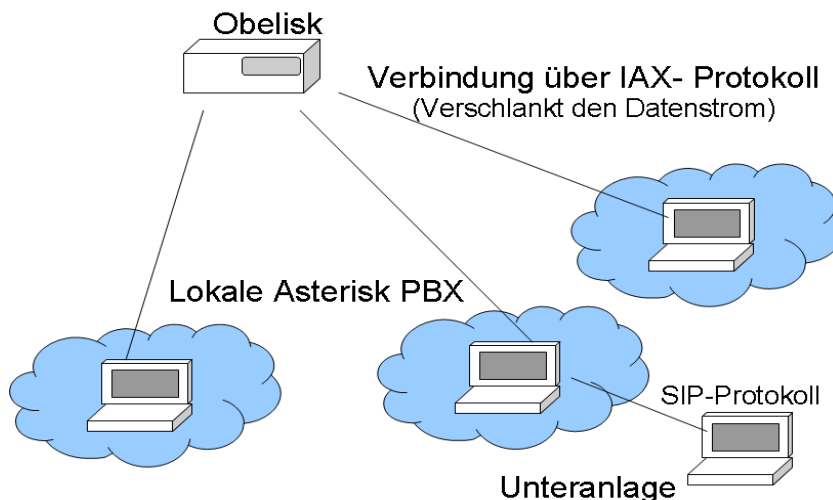 Obelisk
Verbindung über IAX- Protokoll
(Verschlankt den Datenstrom)
Lokale Asterisk PBX
SIP-Protokoll
Unteranlage